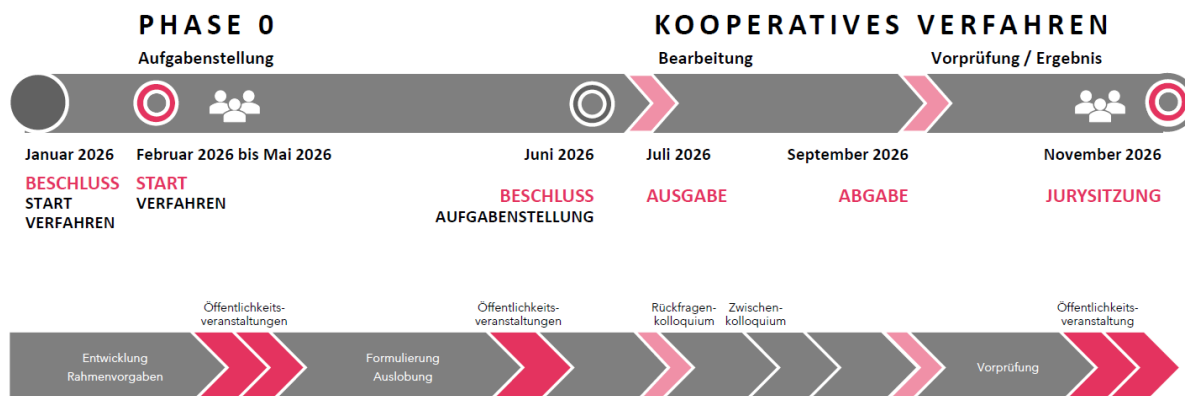 PHASE 0
KOOPERATIVES VERFAHREN
Aufgabenstellung
Bearbeitung
Vorprüfung / Ergebnis
Januar 2026
Februar 2026 bis Mai 2026
Juni 2026
Juli 2026
September 2026
November 2026
BESCHLUSS
START
VERFAHREN
START
VERFAHREN
BESCHLUSS
AUFGABENSTELLUNG
AUSGABE
ABGABE
JURYSITZUNG
Öffentlichkeits-
veranstaltungen
Öffentlichkeits-
veranstaltungen
Rückfragen-
kolloquium
Zwischen-
kolloquium
Öffentlichkeits-
veranstaltung
Entwicklung
Rahmenvorgaben
Formulierung
Auslobung
Vorprüfung